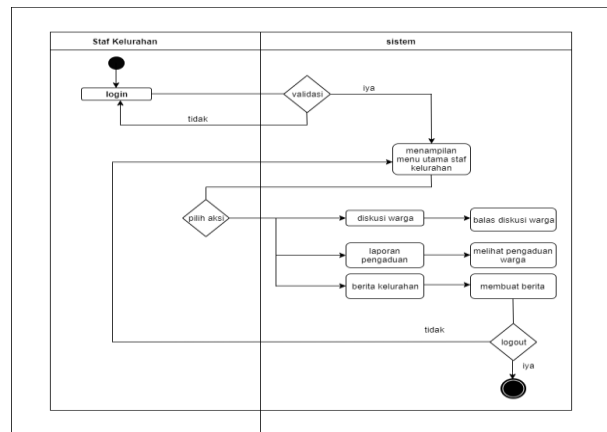 Staf Kelurahan
sistem
login
validasi
iya
tidak
menampilan
menu utama staf
kelurahan
pilih aksi
diskusi warga
balas diskusi warga
laporan
pengaduan
melihat pengaduan
warga
berita kelurahan
membuat berita
tidak
logout
iya